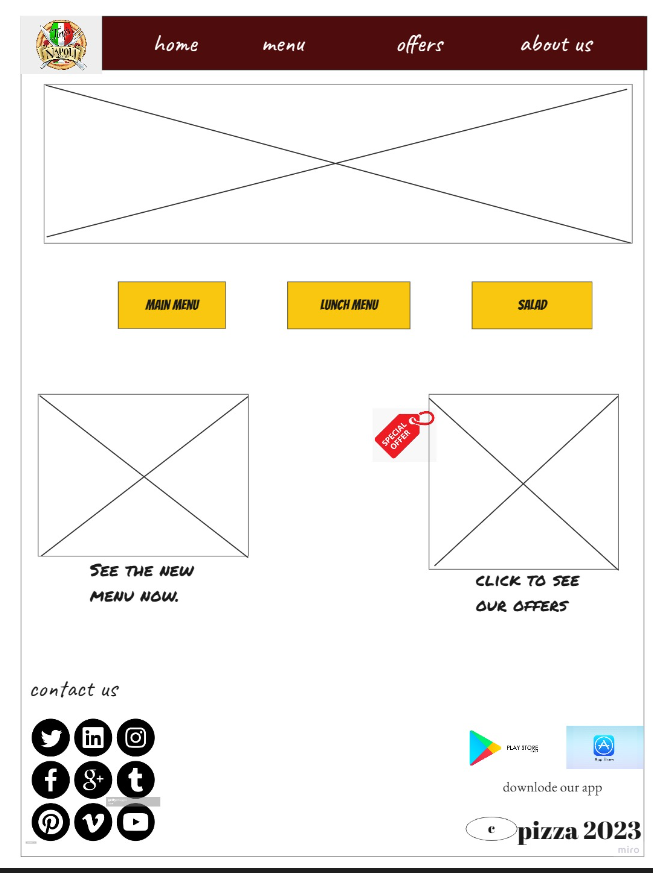 NAPOLI
home menu offers about us
MAIN MENU LUNCH MENU SALAD
SPECIAL
OFFER
SEE THE NEW
MENU NOW.
CLICK TO SEE
OUR OFFERS
contact us
in
f g+ t
PLAY STORE
App Store
downlode our app
c pizza 2023
miro